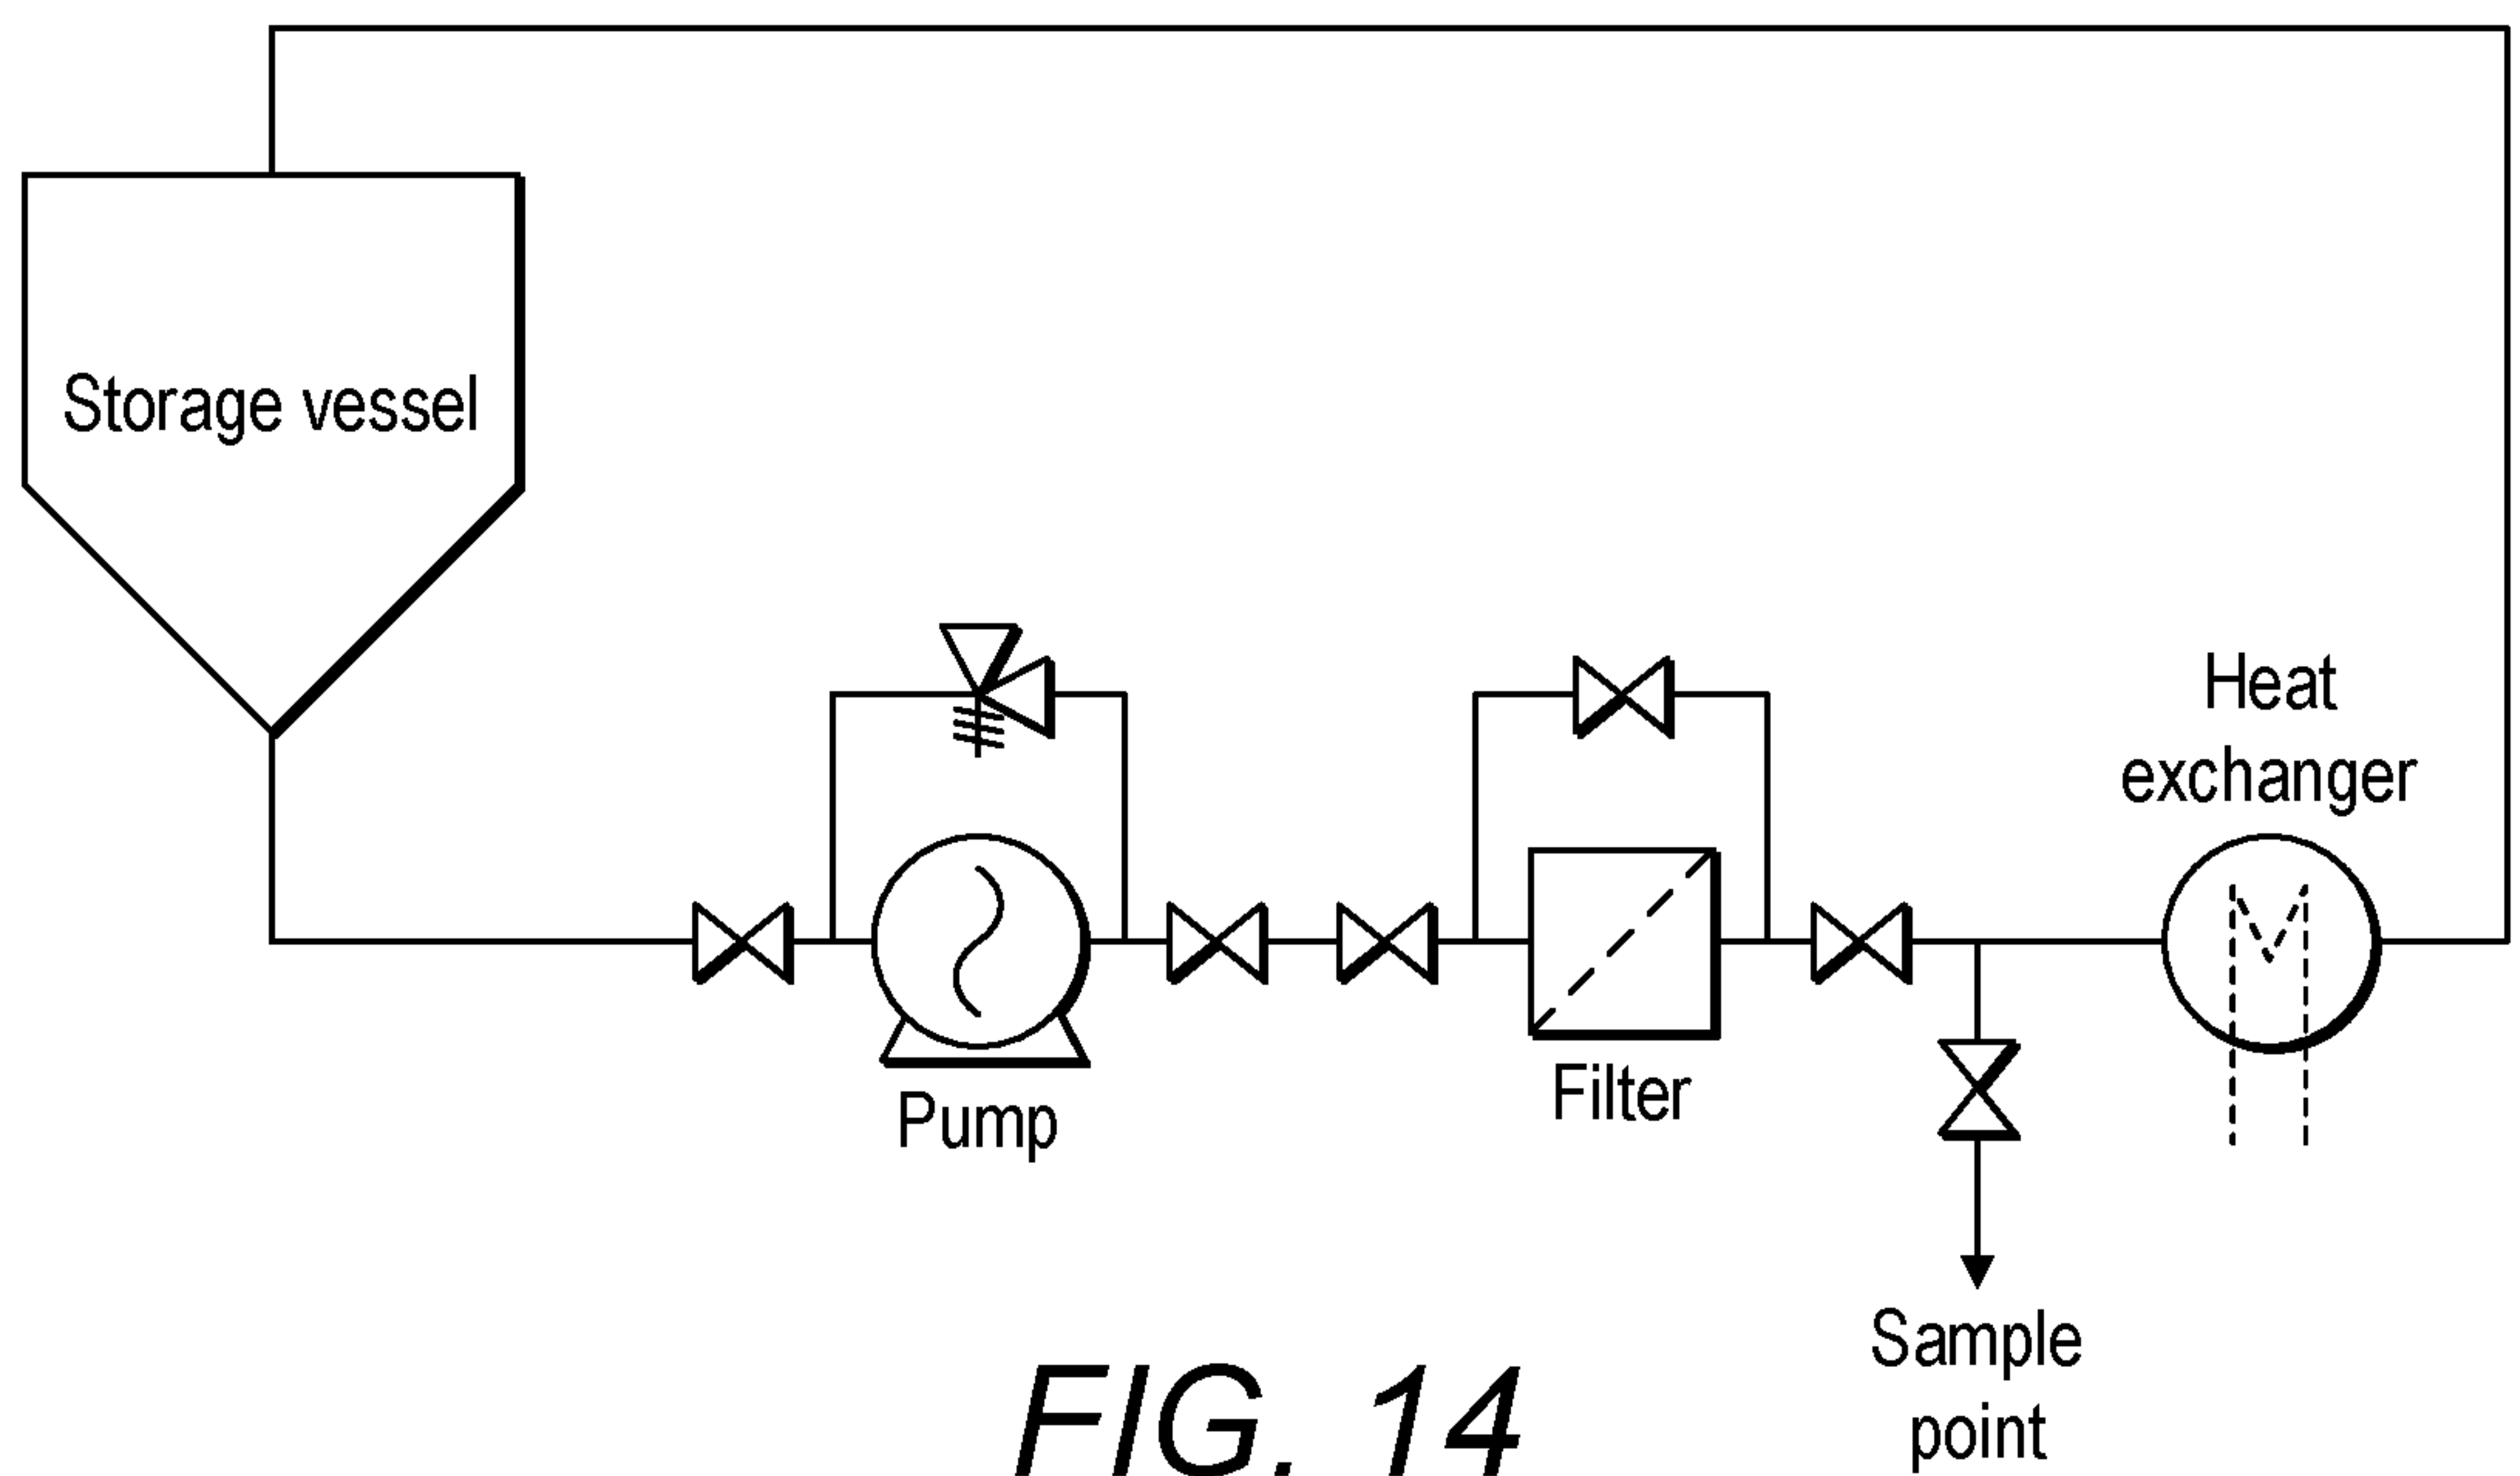 Storage vessel
Heat
exchanger
Pump
Filter
Sample
point
FIG. 14